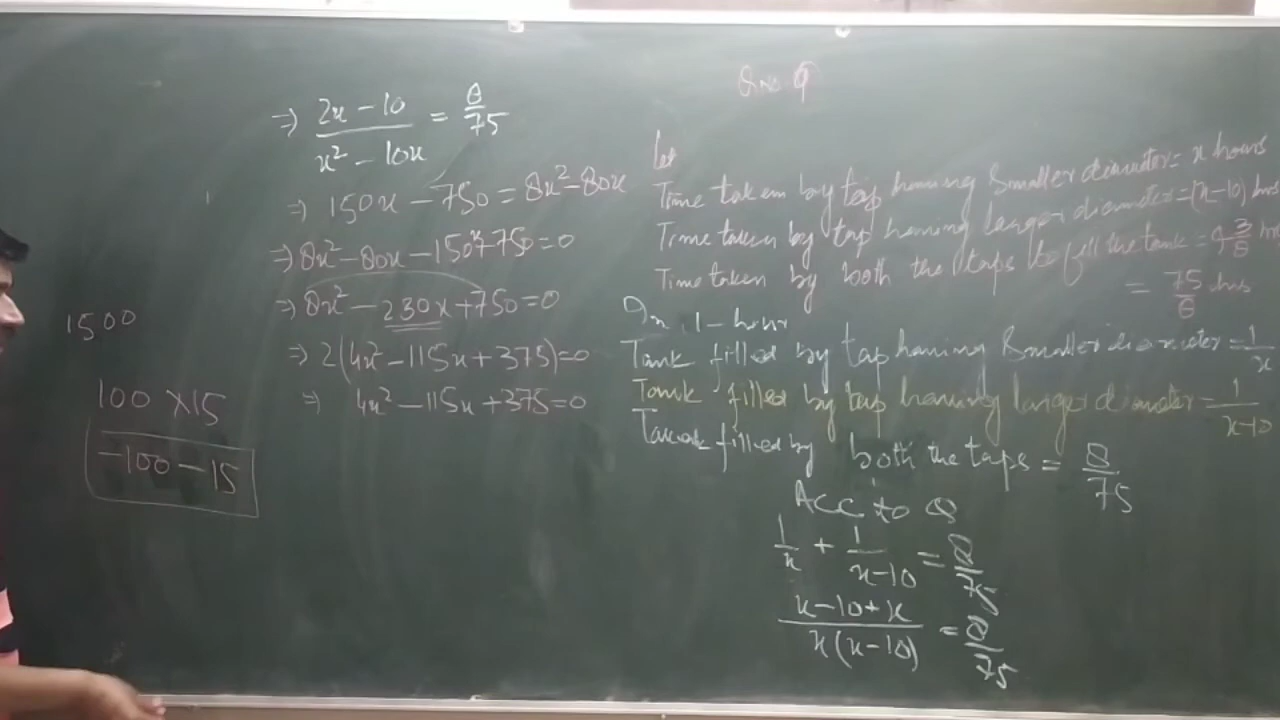 ⇒ 2x - 10 / x² - 10x = 8/75
⇒ 150x - 750 = 8x² - 80x
⇒ 8x² - 80x - 150x + 750 = 0
⇒ 8x² - 230x + 750 = 0
⇒ 2(4x² - 115x + 375) = 0
⇒ 4x² - 115x + 375 = 0
1500
100 × 15
-100 - 15
Q no 9
let
Time taken by tap having Smaller diameter = x hours
Time taken by tap having larger diameter = (x-10) hrs
Time taken by both the taps to fill the tank = 9 3/8 hrs
= 75/8 hrs
In 1-hour
Tank filled by tap having Smaller diameter = 1/x
Tank filled by tap having larger diameter = 1/x-10
filled by both the taps = 8/75
Acc to Q
1/x + 1/x-10 = 8/75
x-10+x / x(x-10) = 8/75